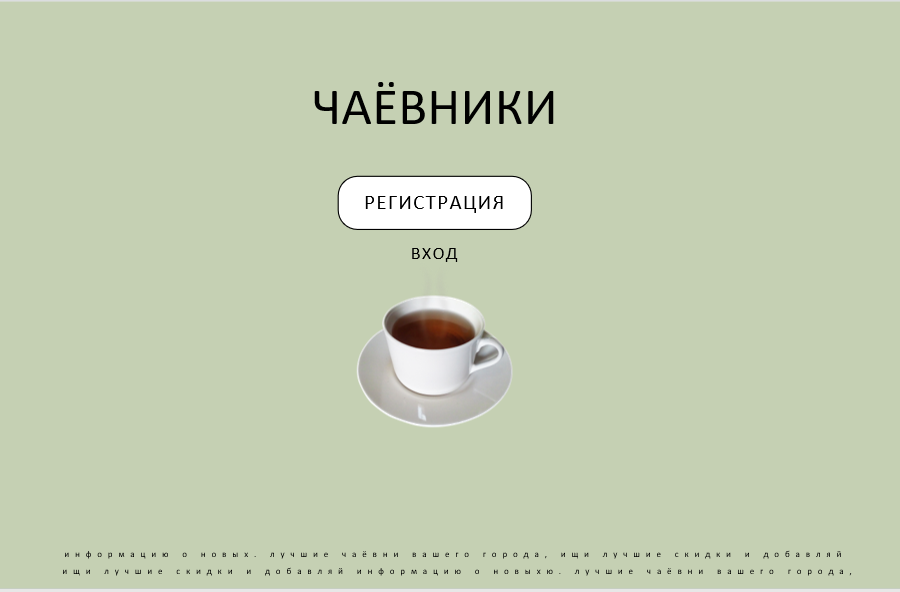 ЧАЁВНИКИ
РЕГИСТРАЦИЯ
ВХОД
информацию о новых. лучшие чаёвни вашего города, ищи лучшие скидки и добавляй
ищи лучшие скидки и добавляй информацию о новыхю. лучшие чаёвни вашего города,